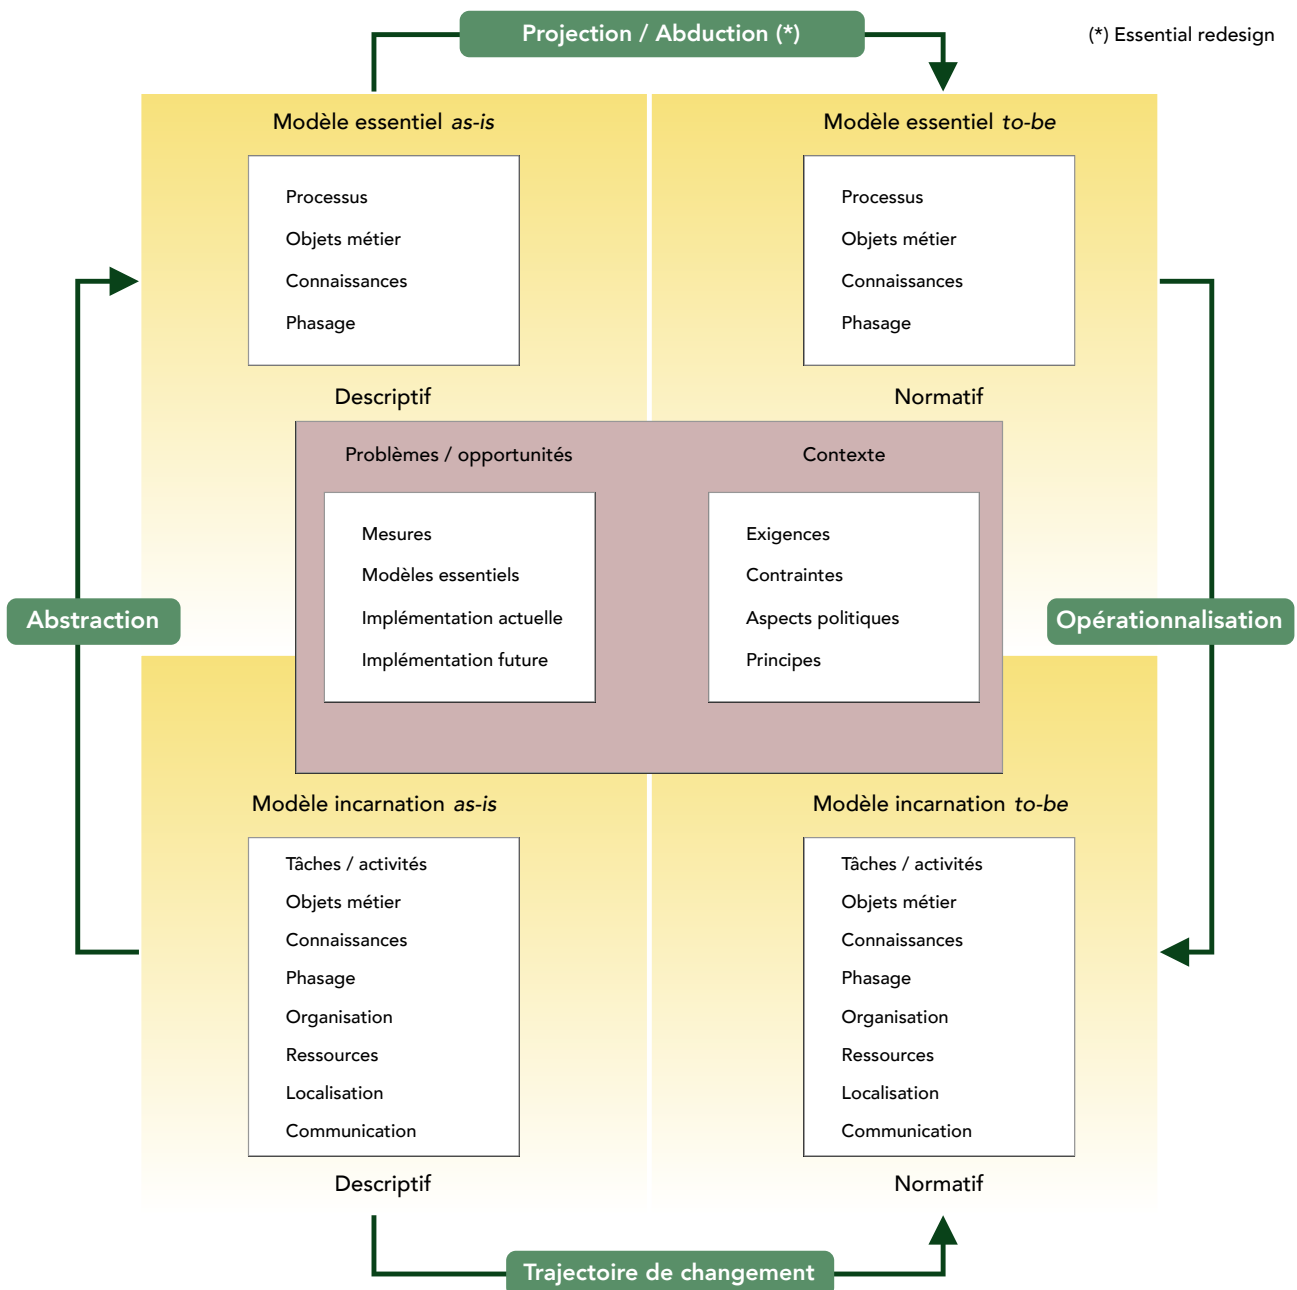 Projection / Abduction (*)
(*) Essential redesign
Modèle essentiel as-is
Processus
Objets métier
Connaissances
Phasage
Descriptif
Modèle essentiel to-be
Processus
Objets métier
Connaissances
Phasage
Normatif
Problèmes / opportunités
Mesures
Modèles essentiels
Implémentation actuelle
Implémentation future
Contexte
Exigences
Contraintes
Aspects politiques
Principes
Abstraction
Opérationnalisation
Modèle incarnation as-is
Tâches / activités
Objets métier
Connaissances
Phasage
Organisation
Ressources
Localisation
Communication
Descriptif
Modèle incarnation to-be
Tâches / activités
Objets métier
Connaissances
Phasage
Organisation
Ressources
Localisation
Communication
Normatif
Trajectoire de changement